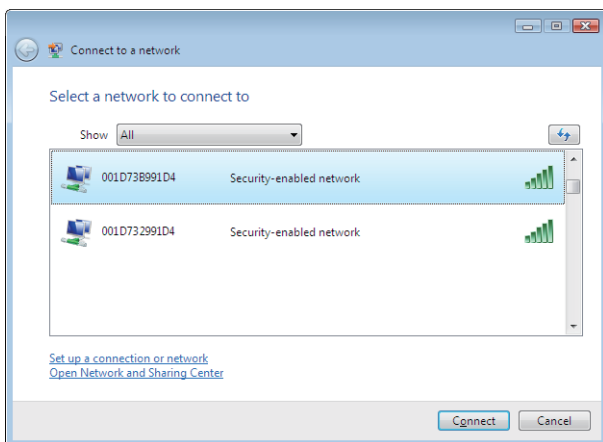 Connect to a network
Select a network to connect to
Show All
001D73B991D4 Security-enabled network
001D732991D4 Security-enabled network
Set up a connection or network
Open Network and Sharing Center
Connect Cancel